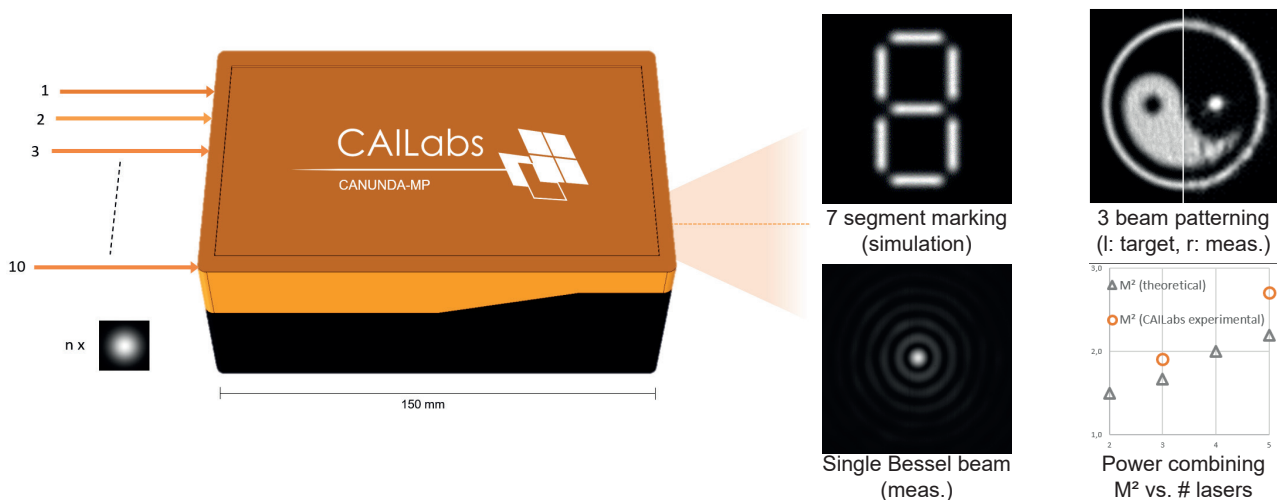 1
2
3
10
n x
CAILabs
CANUNDA-MP
150 mm
7 segment marking
(simulation)
3 beam patterning
(l: target, r: meas.)
Single Bessel beam
(meas.)
3,0
M² (theoretical)
M² (CAILabs experimental)
2,0
1,0
2
3
4
5
Power combining
M² vs. # lasers